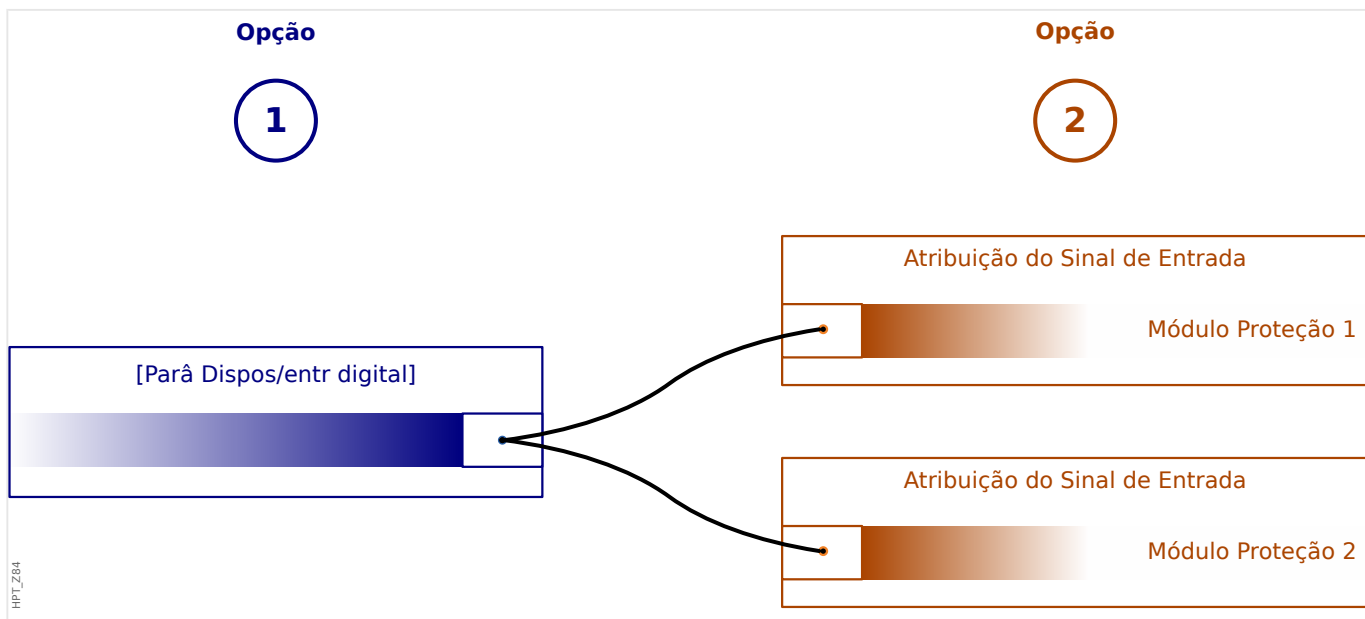 Opção
1
Opção
2
[Parâ Dispos/entr digital]
Atribuição do Sinal de Entrada
Módulo Proteção 1
Atribuição do Sinal de Entrada
Módulo Proteção 2
HPT_Z84